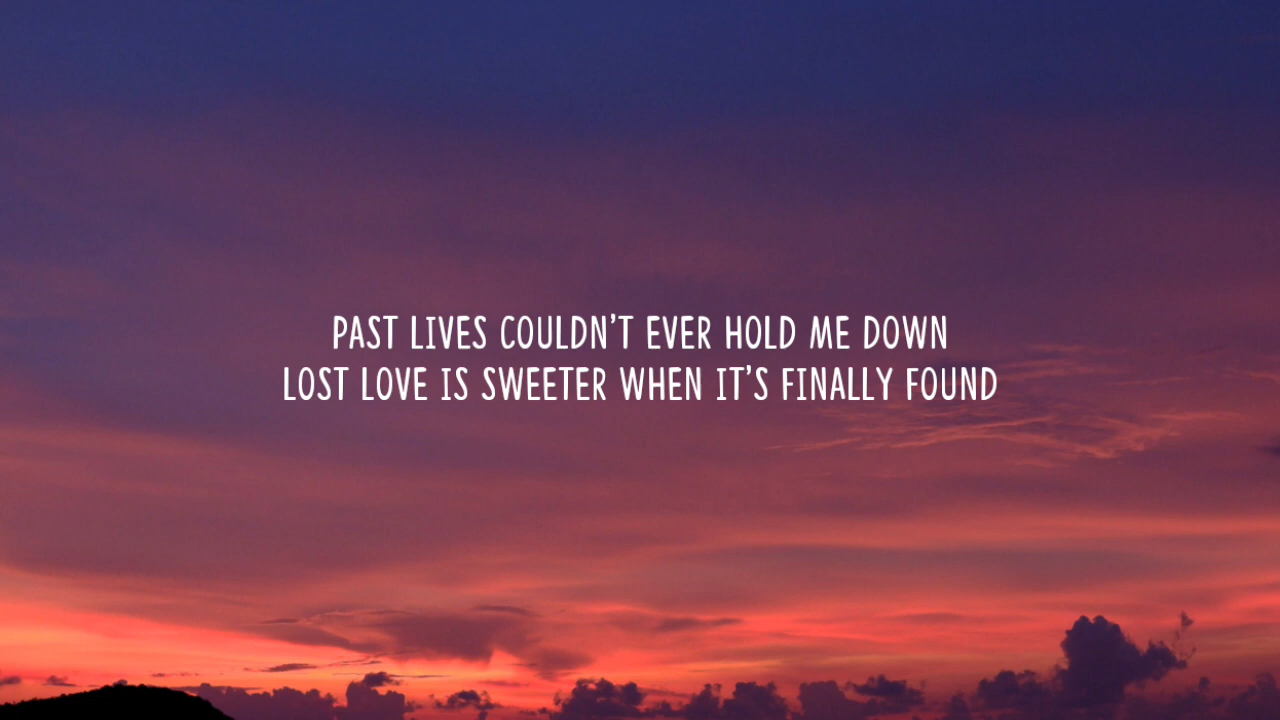 PAST LIVES COULDN'T EVER HOLD ME DOWN
LOST LOVE IS SWEETER WHEN IT'S FINALLY FOUND